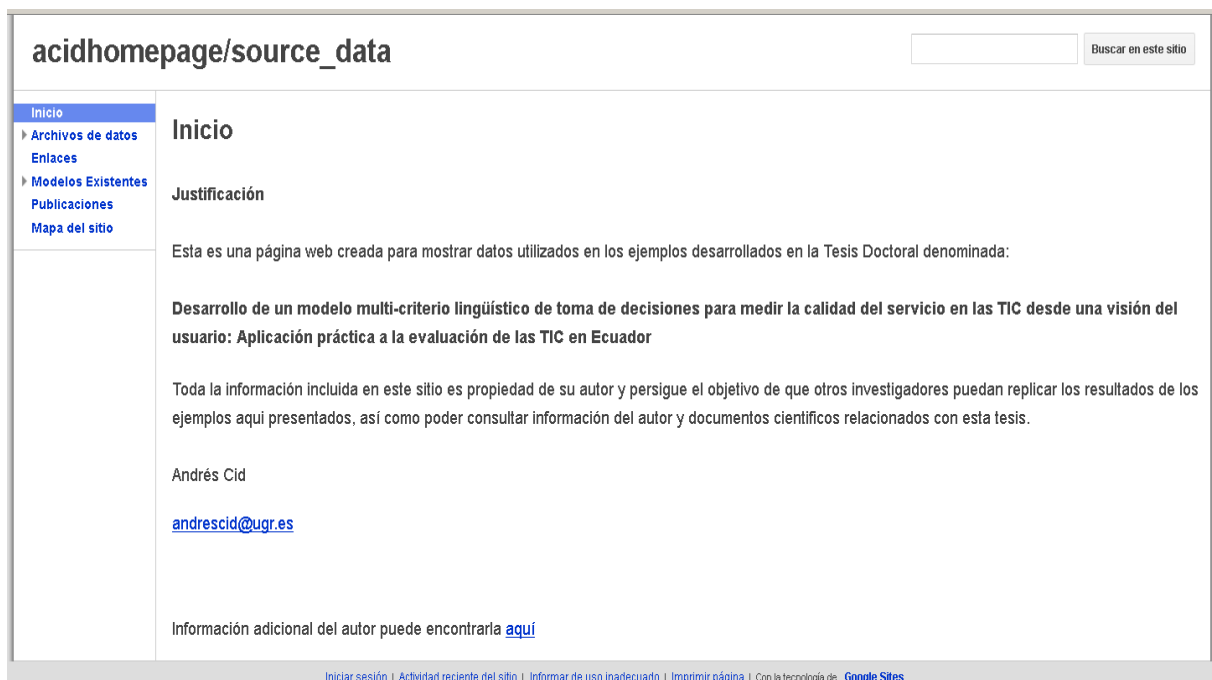 acidhomepage/source_data
Buscar en este sitio
Inicio
Archivos de datos
Enlaces
Modelos Existentes
Publicaciones
Mapa del sitio
Inicio
Justificación
Esta es una página web creada para mostrar datos utilizados en los ejemplos desarrollados en la Tesis Doctoral denominada:
Desarrollo de un modelo multi-criterio lingüístico de toma de decisiones para medir la calidad del servicio en las TIC desde una visión del
usuario: Aplicación práctica a la evaluación de las TIC en Ecuador
Toda la información incluida en este sitio es propiedad de su autor y persigue el objetivo de que otros investigadores puedan replicar los resultados de los
ejemplos aqui presentados, así como poder consultar información del autor y documentos cientificos relacionados con esta tesis.
Andrés Cid
andrescid@ugr.es
Información adicional del autor puede encontrarla aquí
Iniciar sesión | Actividad reciente del sitio | Informar de uso inadecuado | Imprimir página | Con la tecnología de Google Sites